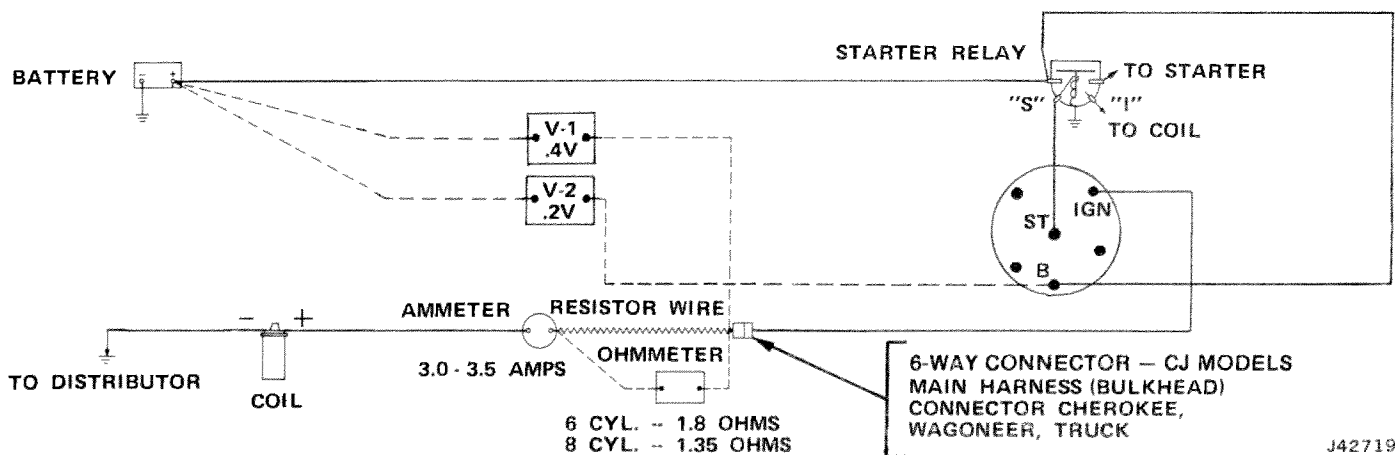 STARTER RELAY
BATTERY
- +
TO STARTER
"S" "I"
TO COIL
V-1
.4V
V-2
.2V
IGN
ST
B
AMMETER
RESISTOR WIRE
- +
OHMMETER
3.0 - 3.5 AMPS
TO DISTRIBUTOR
COIL
6 CYL. - 1.8 OHMS
8 CYL. - 1.35 OHMS
6-WAY CONNECTOR – CJ MODELS
MAIN HARNESS (BULKHEAD)
CONNECTOR CHEROKEE,
WAGONEER, TRUCK
J42719